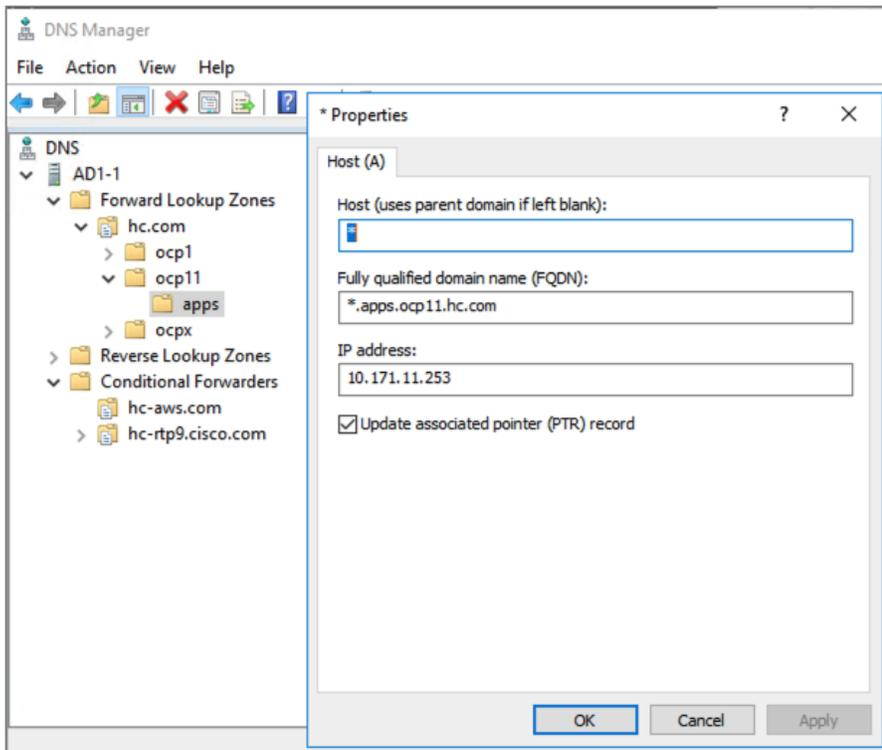 DNS Manager
File Action View Help
* Properties
?
Host (A)
DNS
AD1-1
Forward Lookup Zones
hc.com
ocp1
ocp11
apps
ocpx
Reverse Lookup Zones
Conditional Forwarders
hc-aws.com
hc-rtp9.cisco.com
Host (uses parent domain if left blank):
*
Fully qualified domain name (FQDN):
*.apps.ocp11.hc.com
IP address:
10.171.11.253
Update associated pointer (PTR) record
OK Cancel Apply